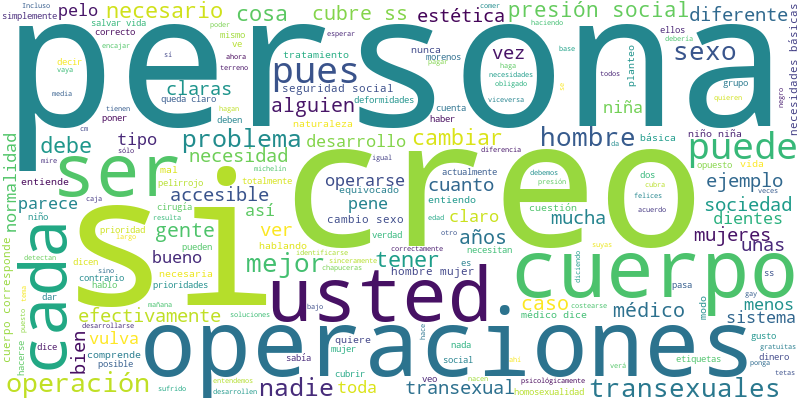 Incluso
simplemente
pelo
necesario
cosa
cubre ss
estética
presión social
diferente
salvar vida
correcto
encajar
poder
mismo
ve
haciendo
esperar
comer
debería
ellos
morenos
nunca
persona
decir
vaya
media
si
ahora
terreno
tratamiento
pues
vez
sexo
claras
seguridad social
pagar
base
haga
necesidades
obligado
viceversa
todos
planteo
grupo
quieren
negro
necesidades básicas
queda claro
deformidades
alguien
niña
tienen
poner
hagan
deben
naturaleza
cuenta
haber
cm
debe
tipo
problema
desarrollo
cambiar
hombre
básica
niño niña
puede
sólo
mire
igual
diferencia
da
normalidad
ser
necesidad
entiende
caja
michelín
mal
pelirrojo
totalmente
operarse
equivocado
actualmente
entiendo
cuanto
dos
edad
debemos
presión
opuesto
vida
felices
cubra
veces
acuerdo
ejemplo
parece
accesible
cirugía
resulta
pene
cambio sexo
verdad
otro
claro
mucha
cuestión
sociedad
dientes
niño
prioridad
largo
así
gente
pueden
ver
hablando
años
necesitan
suyas
mujeres
unas
cuerpo corresponde
cada
detectan
dicen
contrario
sino
si
creo
bueno
necesaria
habló
prioridades
mejor
identificarse
sinceramente
chapuceras
correctamente
tener
hombre mujer
es
diciendo
cuerpo
ss
dar
puesto
mañana
efectivamente
usted
caso
médico
médico dice
costearse
pasa
modo
gay
menos
sistema
hacerse
desarrollarse
bajo
hace
dice
bien
vulva
comprende
posible
soluciones
operaciones
quiere
mujer
sabía
nada
social
etiquetas
gusto
dinero
ponga
verá
gratuitas
tetas
operación
sufrido
entendemos
desarrollen
nadie
toda
cubrir
veo
transexual
nacen
psicológicamente
homosexualidad
transexuales